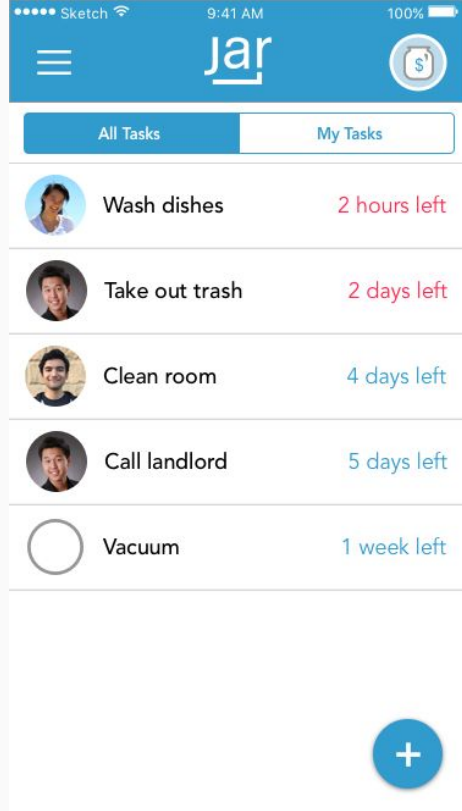 Sketch 9:41 AM 100%
Jar
$
All Tasks My Tasks
Wash dishes 2 hours left
Take out trash 2 days left
Clean room 4 days left
Call landlord 5 days left
Vacuum 1 week left
+